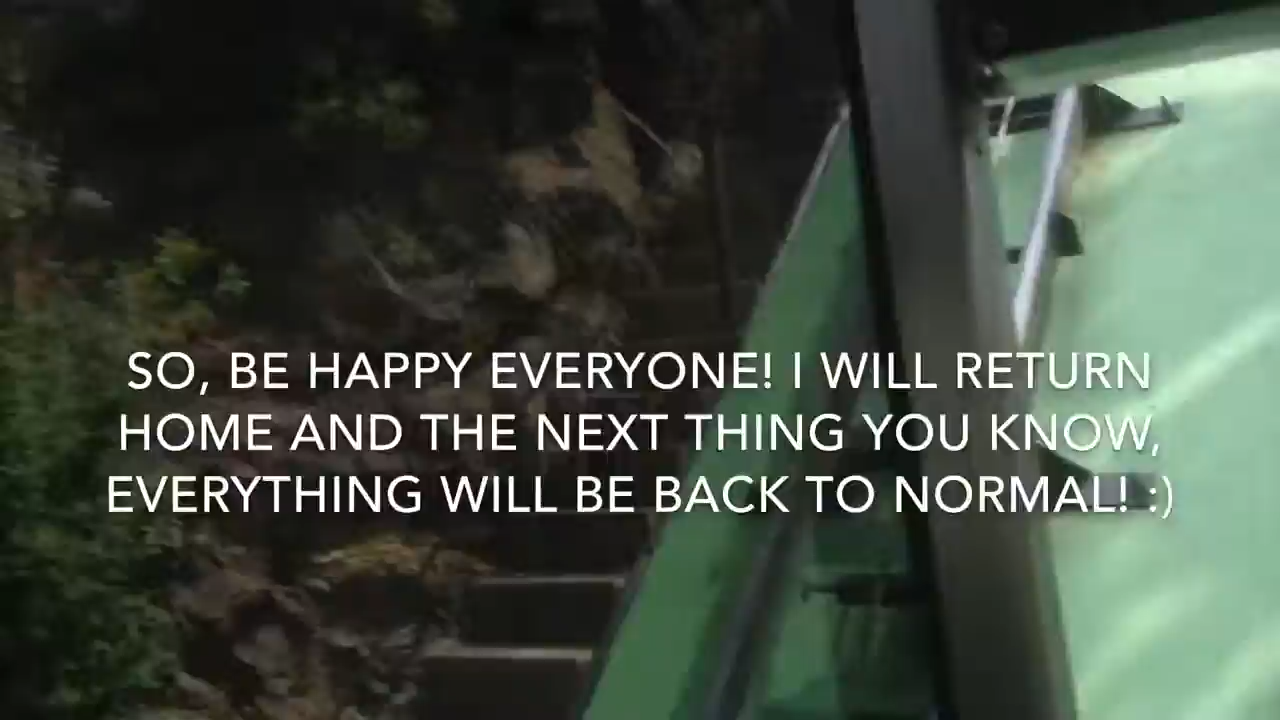 SO, BE HAPPY EVERYONE! I WILL RETURN
HOME AND THE NEXT THING YOU KNOW,
EVERYTHING WILL BE BACK TO NORMAL! :)